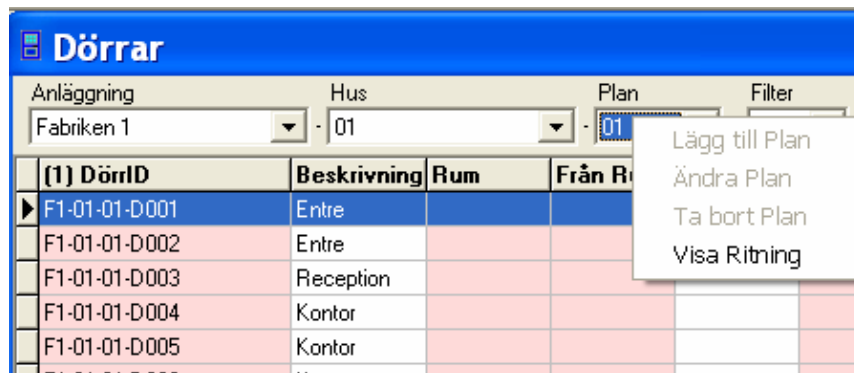 Dörrar
Anläggning Hus Plan Filter
Fabriken 1 - 01 - 01
Lägg till Plan
Ändra Plan
Ta bort Plan
Visa Ritning
(1) DörrID Beskrivning Rum Från
F1-01-01-D001 Entre
F1-01-01-D002 Entre
F1-01-01-D003 Reception
F1-01-01-D004 Kontor
F1-01-01-D005 Kontor